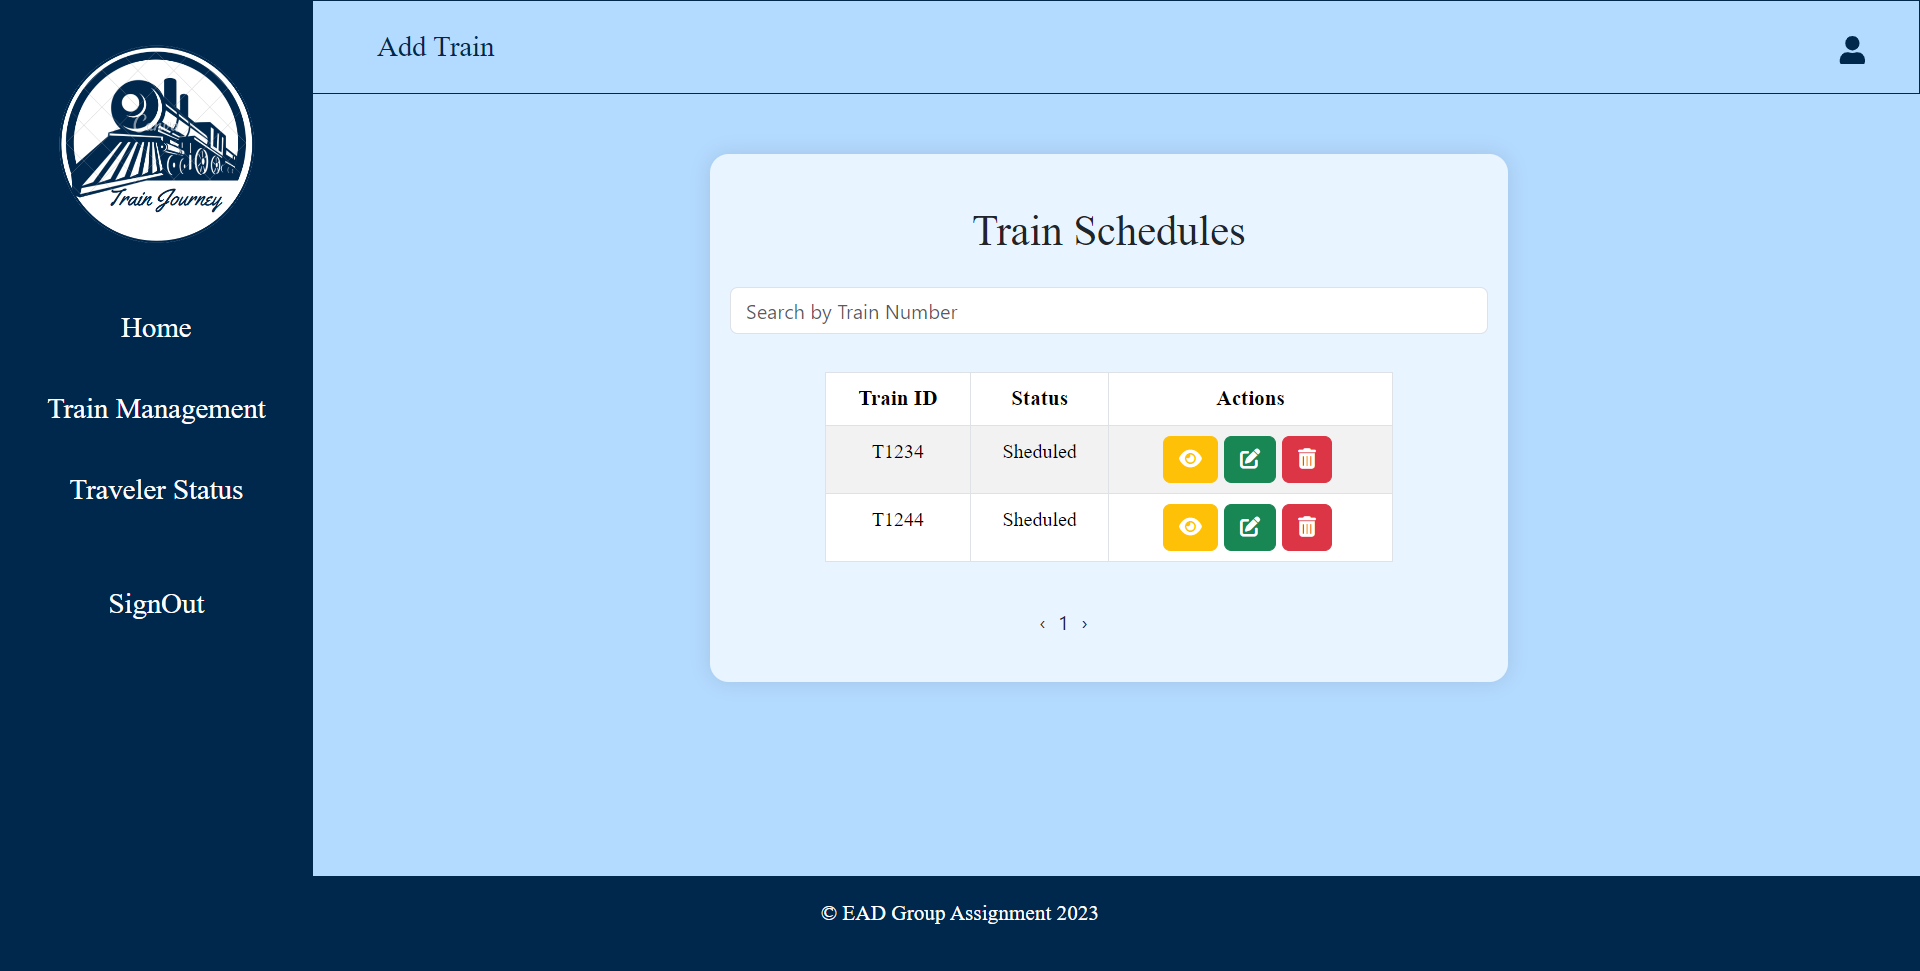 Train Journey
Home
Train Management
Traveler Status
SignOut
Add Train
Train Schedules
Search by Train Number
Train ID Status Actions
T1234 Sheduled
T1244 Sheduled
‹ 1 ›
© EAD Group Assignment 2023